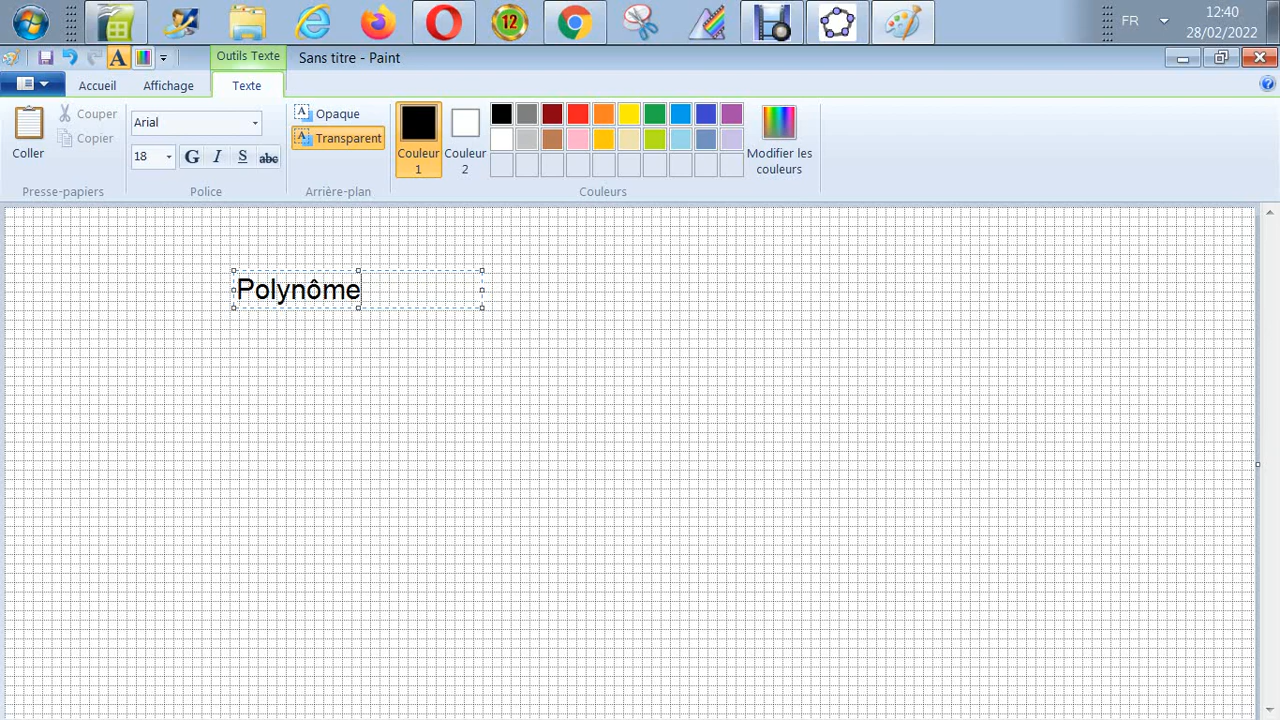 12
FR
12:40
28/02/2022
A
Outils Texte
Sans titre - Paint
Accueil
Affichage
Texte
?
Coller
Couper
Copier
Presse-papiers
Arial
18
G I S abc
Police
A Opaque
A Transparent
Arrière-plan
Couleur
1
Couleur
2
Couleurs
Modifier les
couleurs
Polynôme